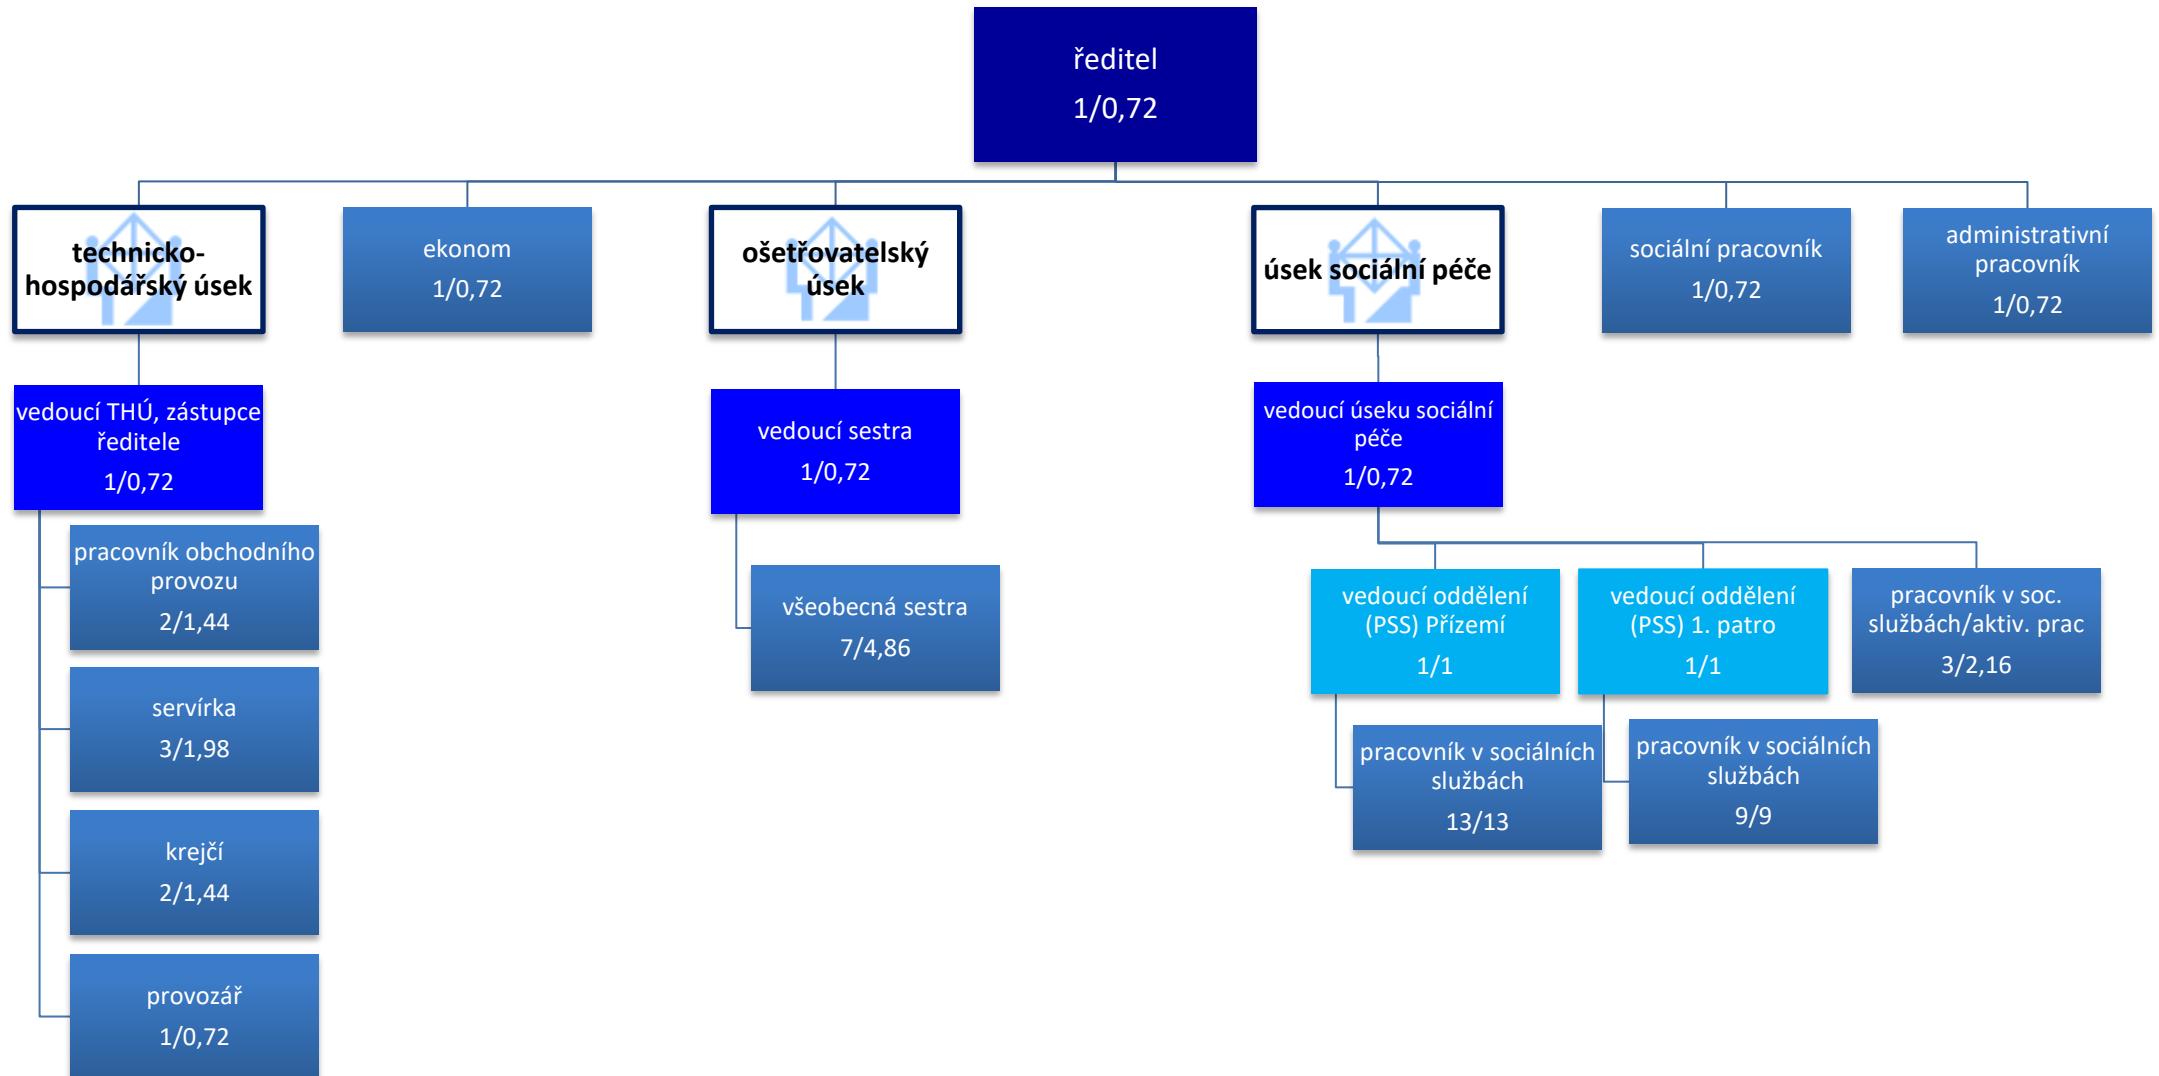 ředitel
1/0,72
technicko-
hospodářský úsek
ekonom
1/0,72
ošetřovatelský
úsek
úsek sociální péče
sociální pracovník
1/0,72
administrativní
pracovník
1/0,72
vedoucí THÚ, zástupce
ředitele
1/0,72
vedoucí sestra
1/0,72
vedoucí úseku sociální
péče
1/0,72
pracovník obchodního
provozu
2/1,44
servírka
3/1,98
krejčí
2/1,44
provozář
1/0,72
všeobecná sestra
7/4,86
vedoucí oddělení
(PSS) Přízemí
1/1
vedoucí oddělení
(PSS) 1. patro
1/1
pracovník v soc.
službách/aktiv. prac
3/2,16
pracovník v sociálních
službách
13/13
pracovník v sociálních
službách
9/9